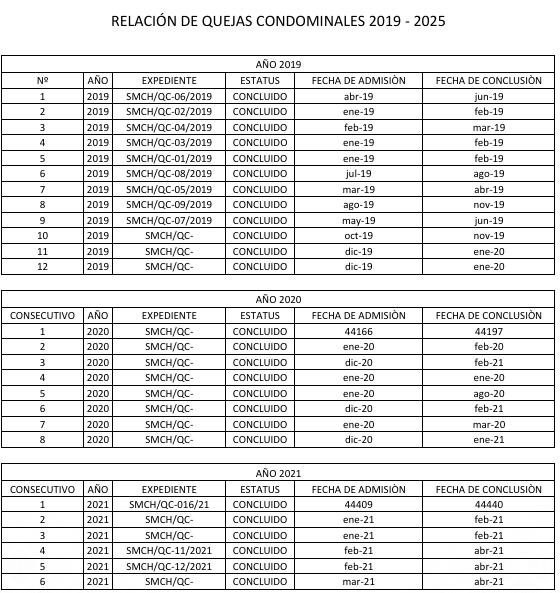 RELACIÓN DE QUEJAS CONDOMINALES 2019 - 2025
AÑO 2019
Nº AÑO EXPEDIENTE ESTATUS FECHA DE ADMISIÒN FECHA DE CONCLUSIÒN
1 2019 SMCH/QC-06/2019 CONCLUIDO abr-19 jun-19
2 2019 SMCH/QC-02/2019 CONCLUIDO ene-19 feb-19
3 2019 SMCH/QC-04/2019 CONCLUIDO feb-19 mar-19
4 2019 SMCH/QC-03/2019 CONCLUIDO ene-19 feb-19
5 2019 SMCH/QC-01/2019 CONCLUIDO ene-19 feb-19
6 2019 SMCH/QC-08/2019 CONCLUIDO jul-19 ago-19
7 2019 SMCH/QC-05/2019 CONCLUIDO mar-19 abr-19
8 2019 SMCH/QC-09/2019 CONCLUIDO ago-19 nov-19
9 2019 SMCH/QC-07/2019 CONCLUIDO may-19 jun-19
10 2019 SMCH/QC- CONCLUIDO oct-19 nov-19
11 2019 SMCH/QC- CONCLUIDO dic-19 ene-20
12 2019 SMCH/QC- CONCLUIDO dic-19 ene-20
AÑO 2020
CONSECUTIVO AÑO EXPEDIENTE ESTATUS FECHA DE ADMISIÒN FECHA DE CONCLUSIÒN
1 2020 SMCH/QC- CONCLUIDO 44166 44197
2 2020 SMCH/QC- CONCLUIDO ene-20 feb-20
3 2020 SMCH/QC- CONCLUIDO dic-20 feb-21
4 2020 SMCH/QC- CONCLUIDO ene-20 ene-20
5 2020 SMCH/QC- CONCLUIDO ene-20 ago-20
6 2020 SMCH/QC- CONCLUIDO dic-20 feb-21
7 2020 SMCH/QC- CONCLUIDO ene-20 mar-20
8 2020 SMCH/QC- CONCLUIDO dic-20 ene-21
AÑO 2021
CONSECUTIVO AÑO EXPEDIENTE ESTATUS FECHA DE ADMISIÒN FECHA DE CONCLUSIÒN
1 2021 SMCH/QC-016/21 CONCLUIDO 44409 44440
2 2021 SMCH/QC- CONCLUIDO ene-21 feb-21
3 2021 SMCH/QC- CONCLUIDO ene-21 feb-21
4 2021 SMCH/QC-11/2021 CONCLUIDO feb-21 abr-21
5 2021 SMCH/QC-12/2021 CONCLUIDO feb-21 abr-21
6 2021 SMCH/QC- CONCLUIDO mar-21 abr-21